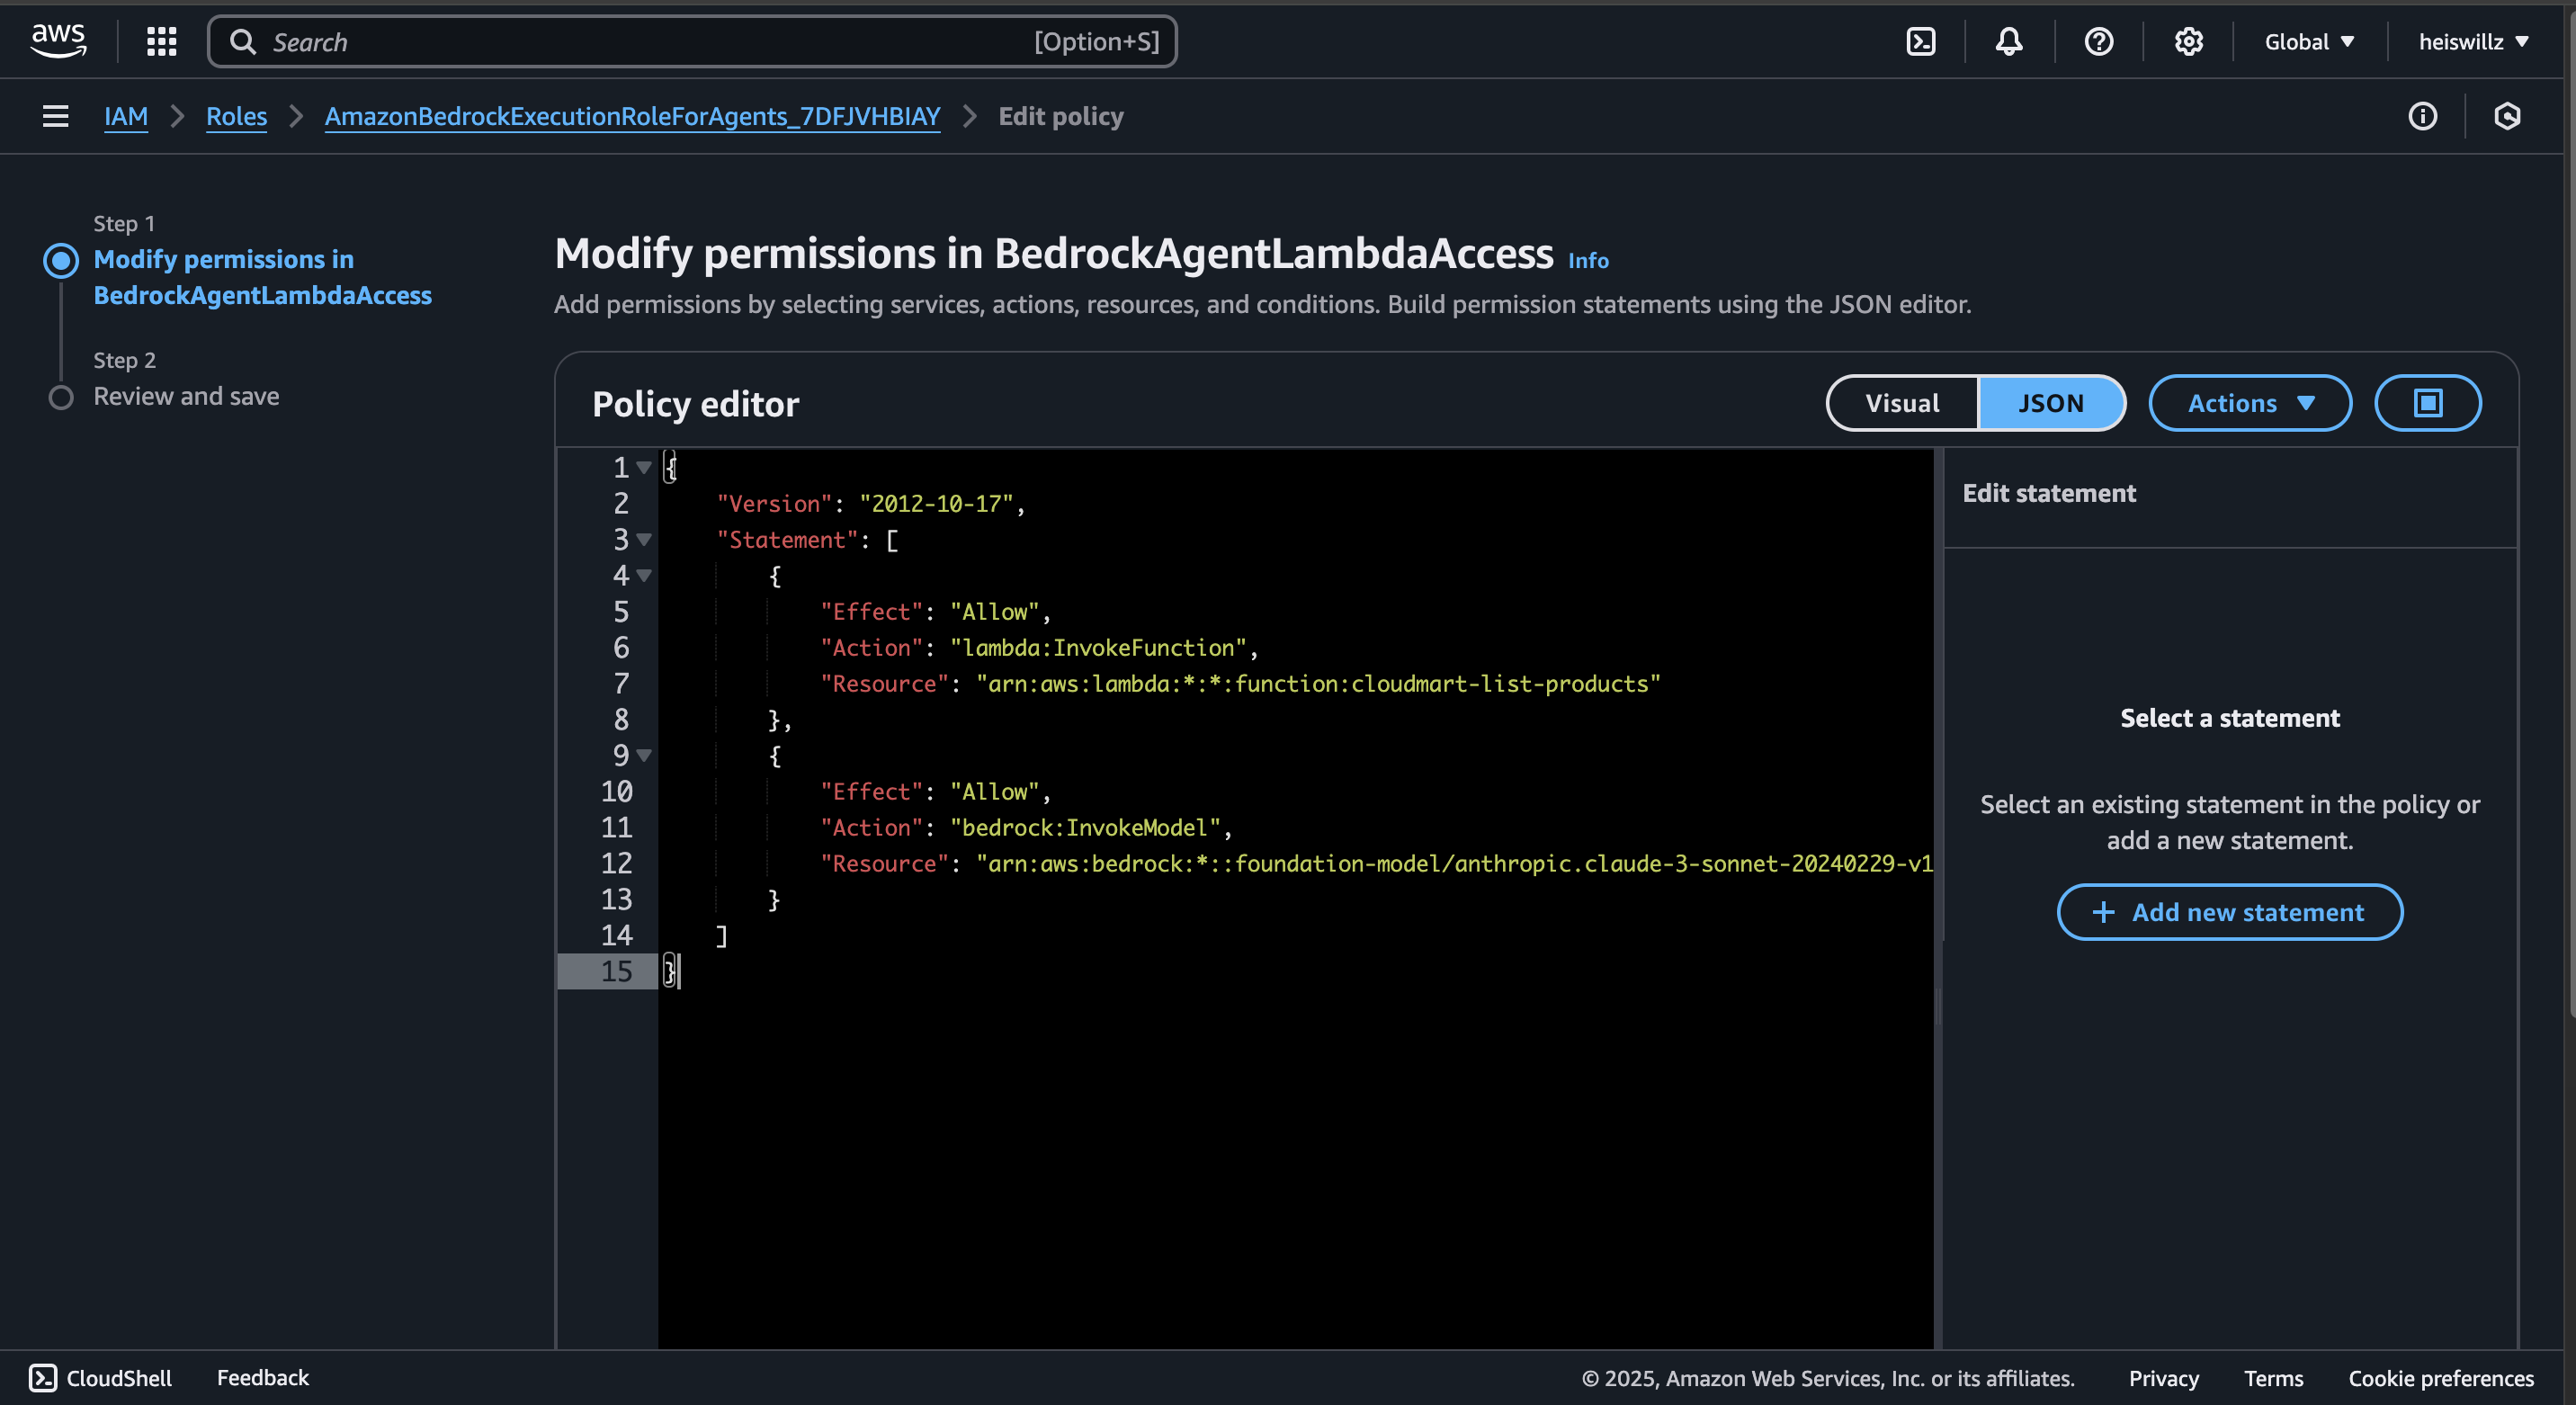 aws
Search [Option+S]
Global
heiswillz
IAM
Roles
AmazonBedrockExecutionRoleForAgents_7DFJVHBIAY
Edit policy
Step 1
Modify permissions in
BedrockAgentLambdaAccess
Step 2
Review and save
Modify permissions in BedrockAgentLambdaAccess Info
Add permissions by selecting services, actions, resources, and conditions. Build permission statements using the JSON editor.
Policy editor
Visual
JSON
Actions
1 {
2 "Version": "2012-10-17",
3 "Statement": [
4 {
5 "Effect": "Allow",
6 "Action": "lambda:InvokeFunction",
7 "Resource": "arn:aws:lambda:*:*:function:cloudmart-list-products"
8 },
9 {
10 "Effect": "Allow",
11 "Action": "bedrock:InvokeModel",
12 "Resource": "arn:aws:bedrock:*::foundation-model/anthropic.claude-3-sonnet-20240229-v1
13 }
14 ]
15 }
Edit statement
Select a statement
Select an existing statement in the policy or
add a new statement.
+ Add new statement
CloudShell
Feedback
© 2025, Amazon Web Services, Inc. or its affiliates.
Privacy
Terms
Cookie preferences